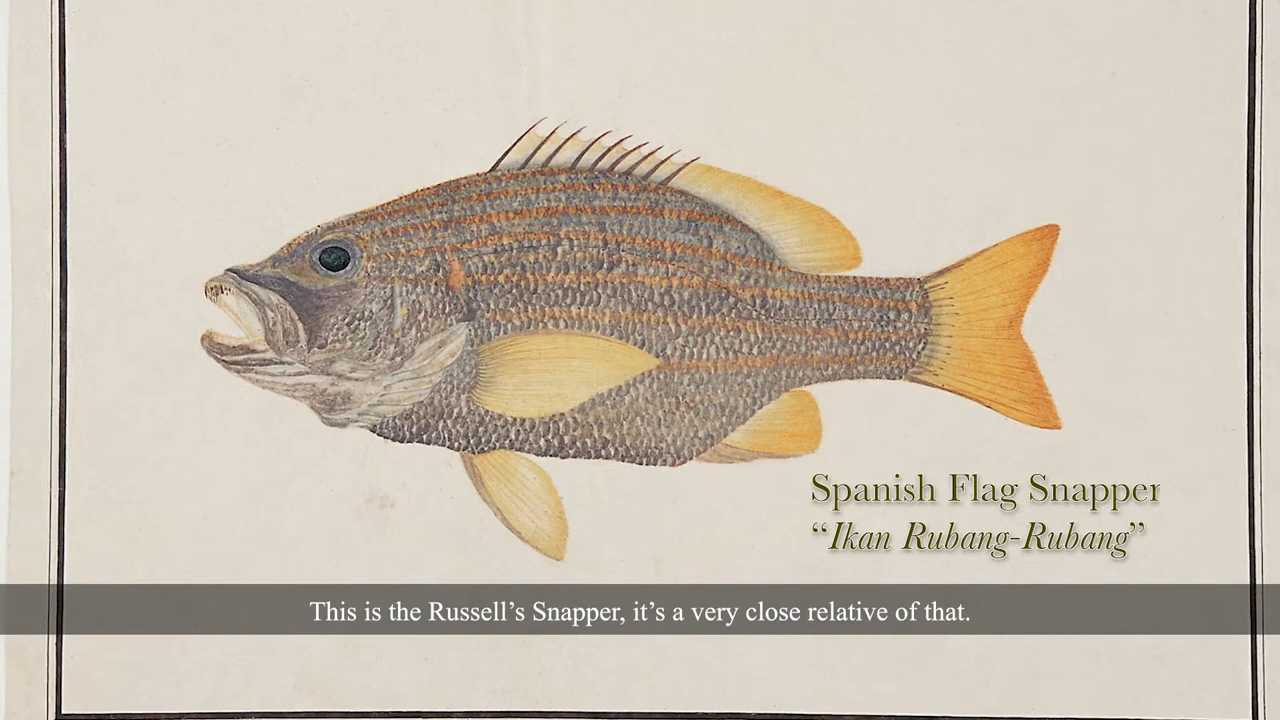 Spanish Flag Snapper
“Ikan Rubang-Rubang”
This is the Russell’s Snapper, it’s a very close relative of that.